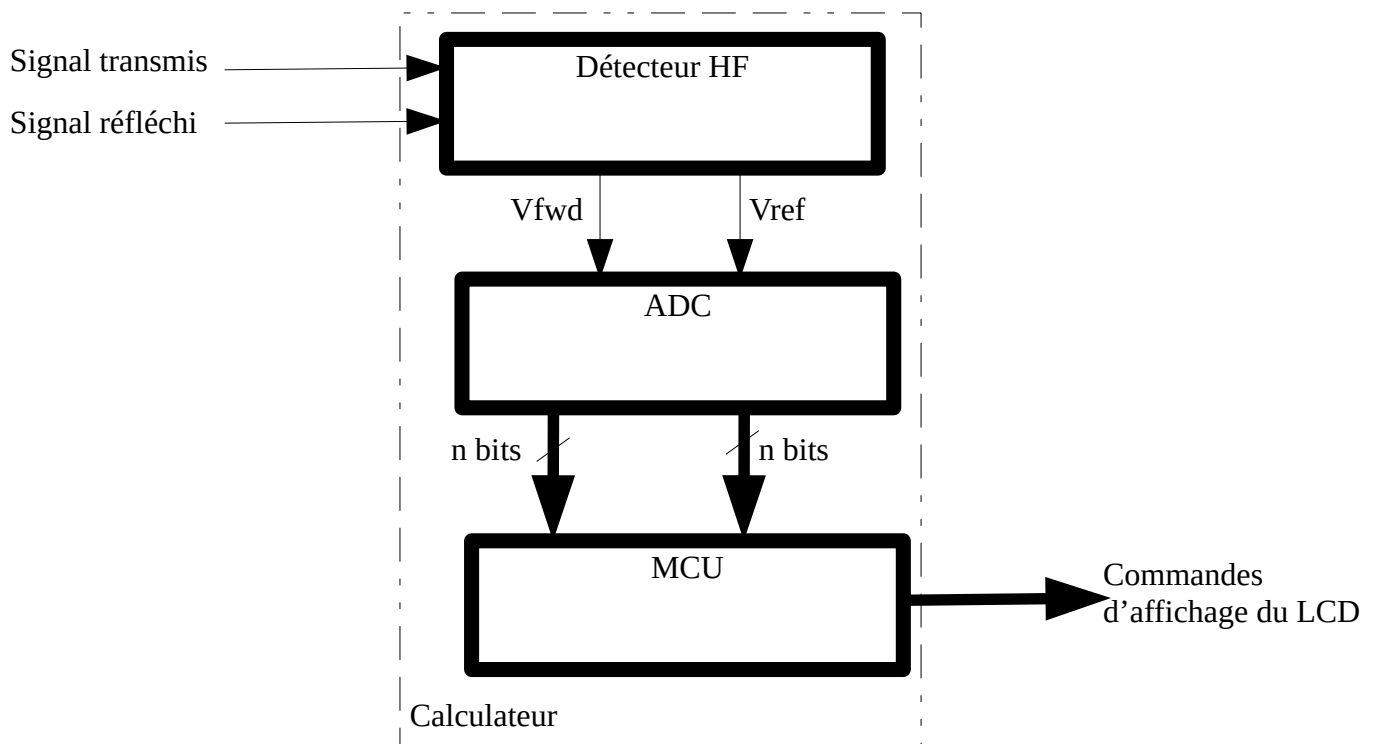 Signal transmis
Signal réfléchi
Détecteur HF
Vfwd
Vref
ADC
n bits
n bits
MCU
Commandes
d’affichage du LCD
Calculateur